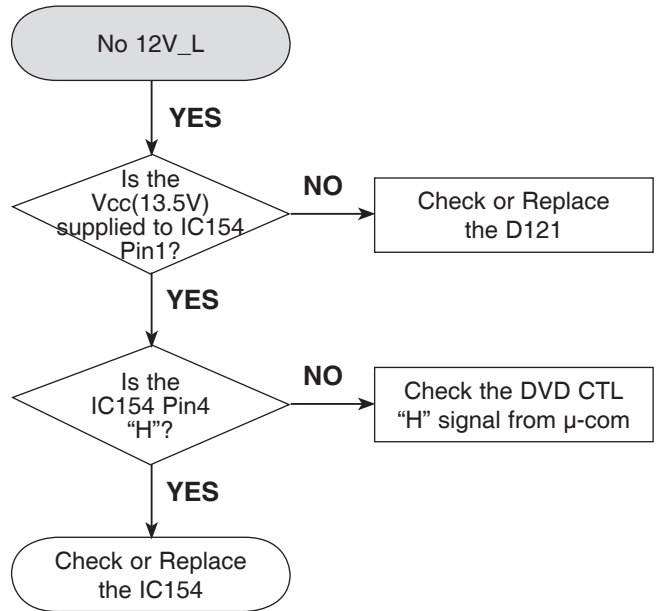 No 12V_L
YES
Is the
Vcc(13.5V)
supplied to IC154
Pin1?
NO
Check or Replace
the D121
YES
Is the
IC154 Pin4
“H”?
NO
Check the DVD CTL
“H” signal from µ-com
YES
Check or Replace
the IC154